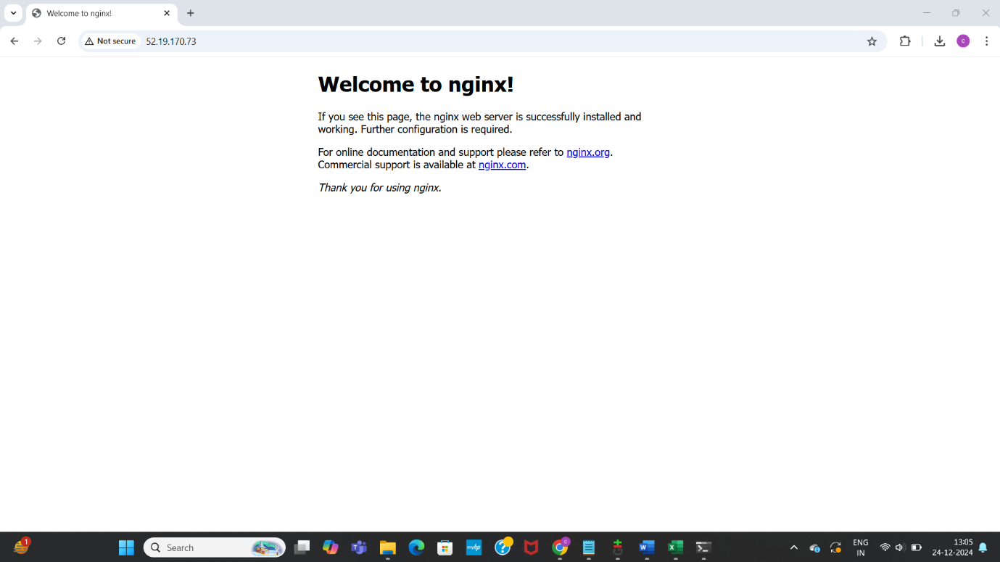 Welcome to nginx!
Not secure
52.19.170.73
C
Welcome to nginx!
If you see this page, the nginx web server is successfully installed and
working. Further configuration is required.
For online documentation and support please refer to nginx.org.
Commercial support is available at nginx.com.
Thank you for using nginx.
1
Search
myhp
C
ENG
IN
13:05
24-12-2024